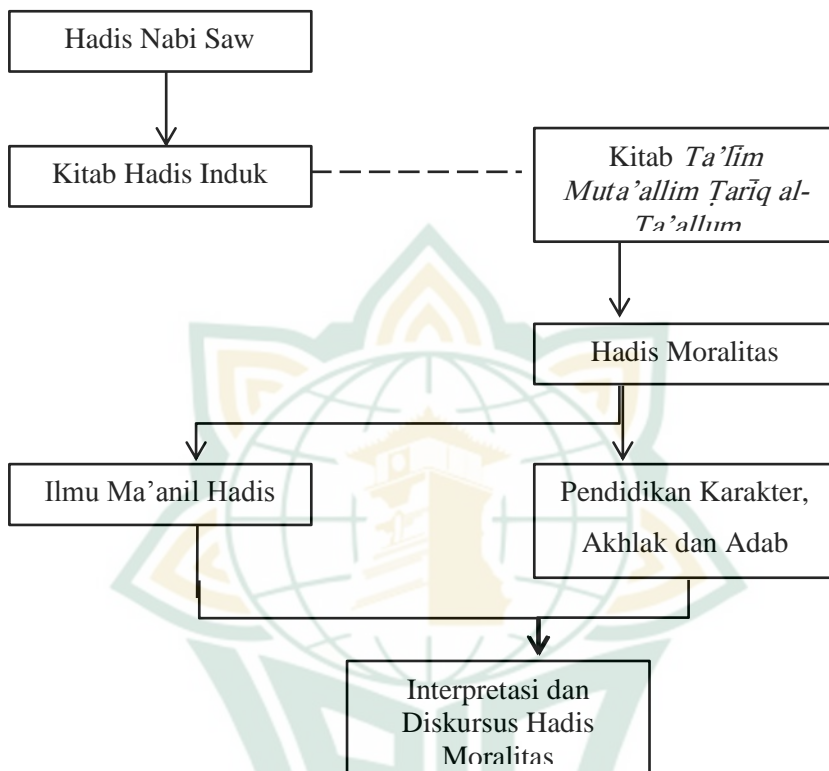 Hadis Nabi Saw
Kitab Hadis Induk
Kitab Ta’līm
Muta’allim Ṭarīq al-
Ta’allum
Hadis Moralitas
Ilmu Ma’anil Hadis
Pendidikan Karakter,
Akhlak dan Adab
Interpretasi dan
Diskursus Hadis
Moralitas